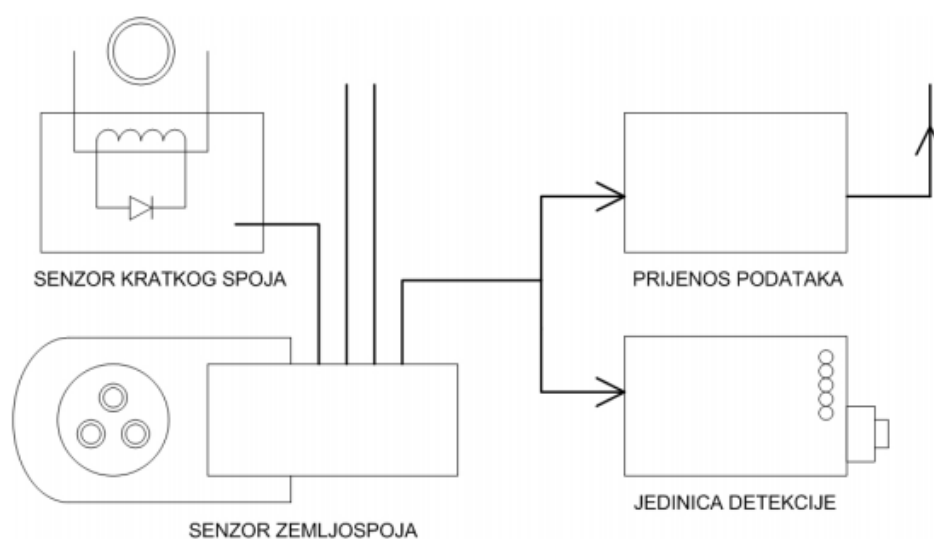 SENZOR KRATKOG SPOJA
PRIJENOS PODATAKA
SENZOR ZEMLJOSPOJA
JEDINICA DETEKCIJE